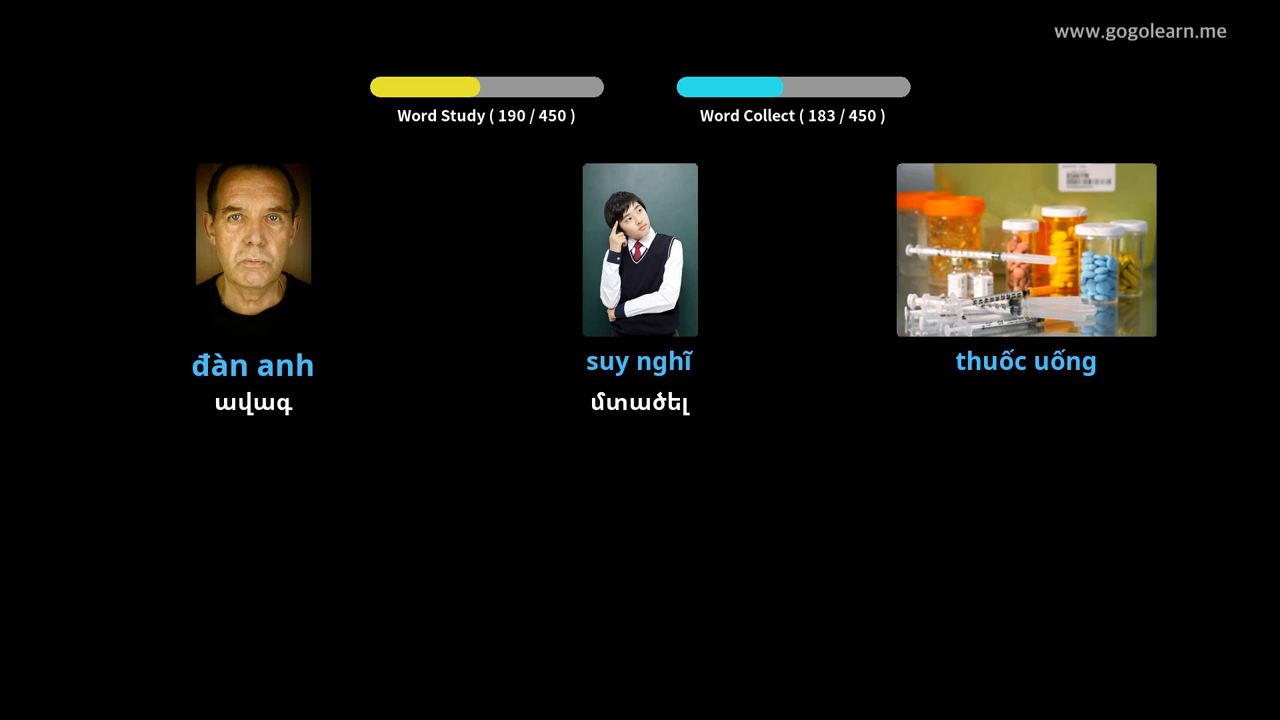 www.gogolearn.me
Word Study ( 190 / 450 )
Word Collect ( 183 / 450 )
đàn anh
suy nghĩ
thuốc uống
ավագ
մտածել